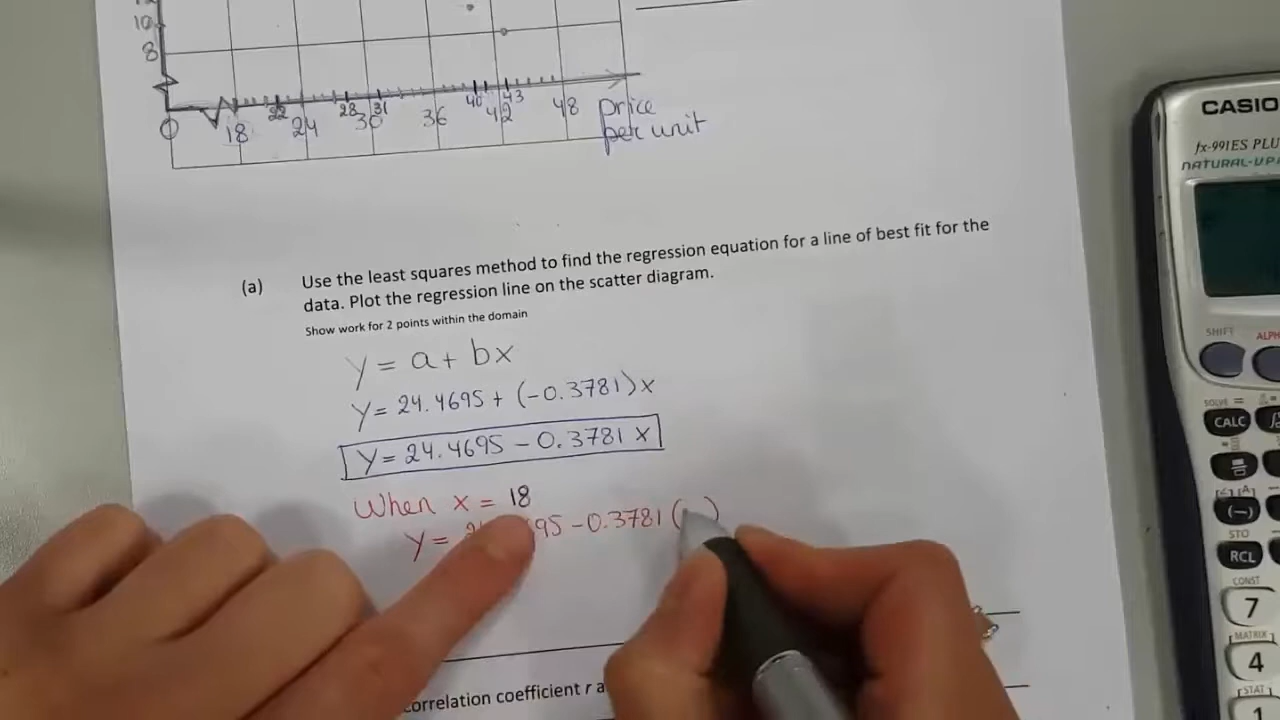 10
8
0 18 22 24 28 30 31 36 40 42 43 48 price
per unit
(a) Use the least squares method to find the regression equation for a line of best fit for the
data. Plot the regression line on the scatter diagram.
Show work for 2 points within the domain
y = a + bx
y = 24.4695 + (-0.3781)x
y = 24.4695 - 0.3781 x
When x = 18
y = 95 - 0.3781 ( )
correlation coefficient r
CASIO
fx-991ES PLU
NATURAL-V.P.A
SHIFT ALPH
SOLVE =
CALC
(-)
STO
RCL
CONST
7
MATRIX
4
STAT
1